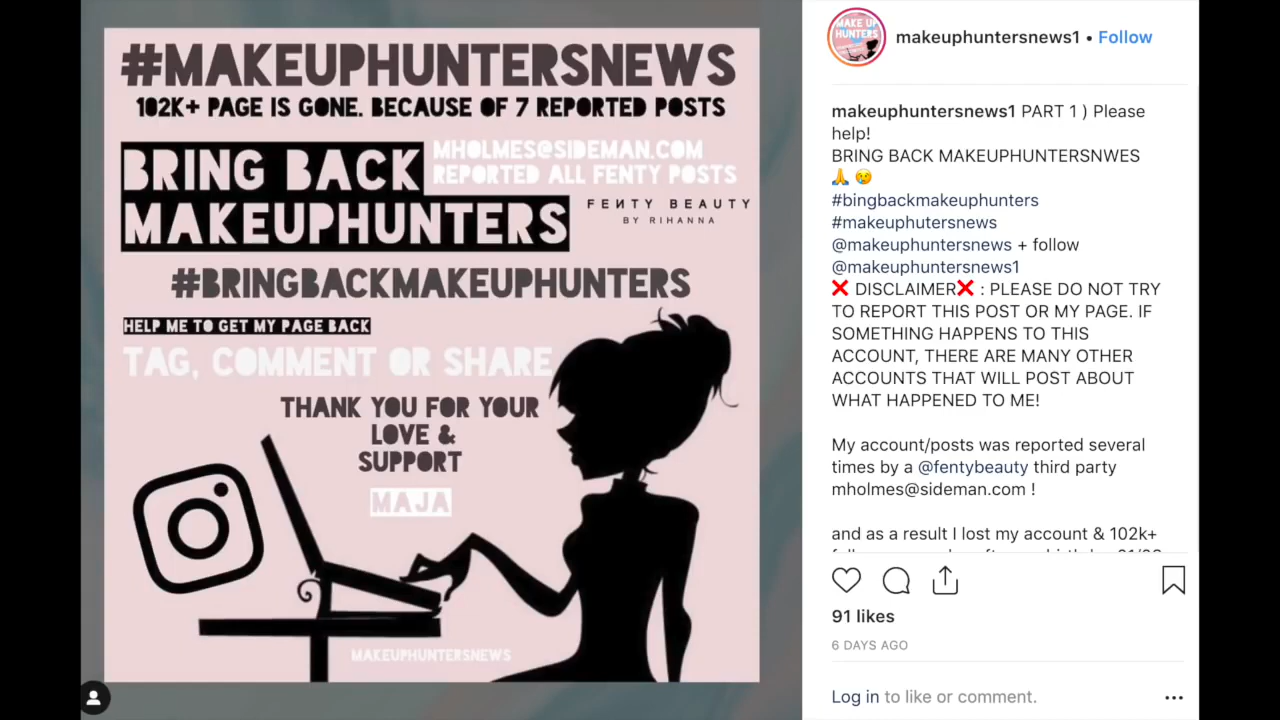 #MAKEUPHUNTERSNEWS
102K+ PAGE IS GONE. BECAUSE OF 7 REPORTED POSTS
BRING BACK
MAKEUPHUNTERS
MHOLMES@SIDEMAN.COM
REPORTED ALL FENTY POSTS
FENTY BEAUTY
BY RIHANNA
#BRINGBACKMAKEUPHUNTERS
HELP ME TO GET MY PAGE BACK
TAG, COMMENT OR SHARE
THANK YOU FOR YOUR
LOVE &
SUPPORT
MAJA
MAKEUPHUNTERSNEWS
MAKE UP
HUNTERS
makeuphuntersnews1 • Follow
makeuphuntersnews1 PART 1 ) Please
help!
BRING BACK MAKEUPHUNTERSNWES
🙏 😢
#bingbackmakeuphunters
#makeuphutersnews
@makeuphuntersnews + follow
@makeuphuntersnews1
❌ DISCLAIMER❌ : PLEASE DO NOT TRY
TO REPORT THIS POST OR MY PAGE. IF
SOMETHING HAPPENS TO THIS
ACCOUNT, THERE ARE MANY OTHER
ACCOUNTS THAT WILL POST ABOUT
WHAT HAPPENED TO ME!
My account/posts was reported several
times by a @fentybeauty third party
mholmes@sideman.com !
and as a result I lost my account & 102k+
91 likes
6 DAYS AGO
Log in to like or comment.